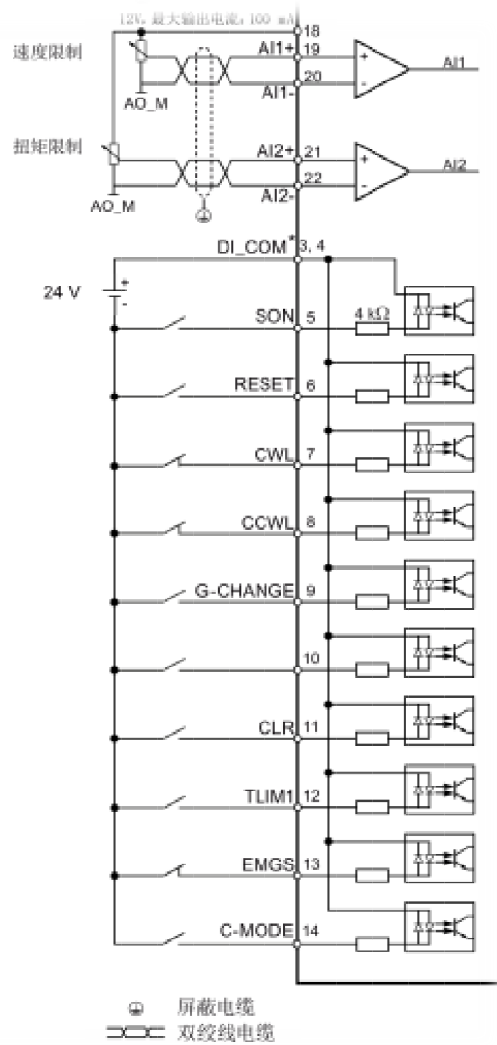 12V, 最大输出电流: 100 mA
18
速度限制
AI1+ 19
AI1
20
AI1-
AO_M
扭矩限制
AI2+ 21
AI2
22
AI2-
AO_M
DI_COM* 3, 4
24 V
+
-
SON 5
4 kΩ
RESET 6
CWL 7
CCWL 8
G-CHANGE 9
10
CLR 11
TLIM1 12
EMGS 13
C-MODE 14
屏蔽电缆
双绞线电缆